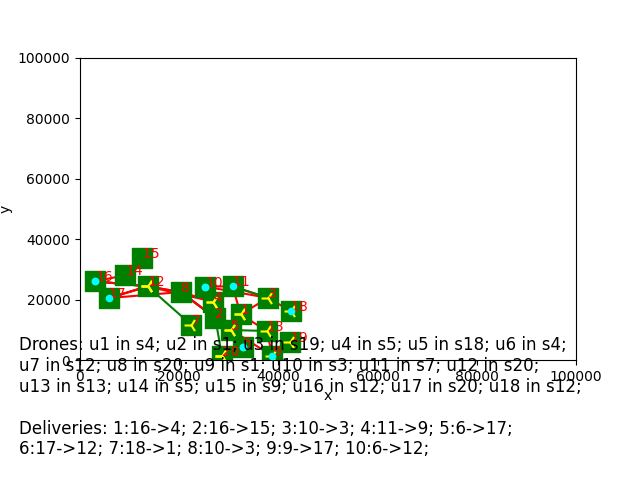 100000
80000
60000
40000
20000
0
y
0 20000 40000 60000 80000 100000
x
15
14
Drones: u1 in s4; u2 in s1; u3 in s19; u4 in s5; u5 in s18; u6 in s4;
u7 in s12; u8 in s20; u9 in s1; u10 in s3; u11 in s7; u12 in s20;
u13 in s13; u14 in s5; u15 in s9; u16 in s12; u17 in s20; u18 in s12;
Deliveries: 1:16->4; 2:16->15; 3:10->3; 4:11->9; 5:6->17;
6:17->12; 7:18->1; 8:10->3; 9:9->17; 10:6->12;